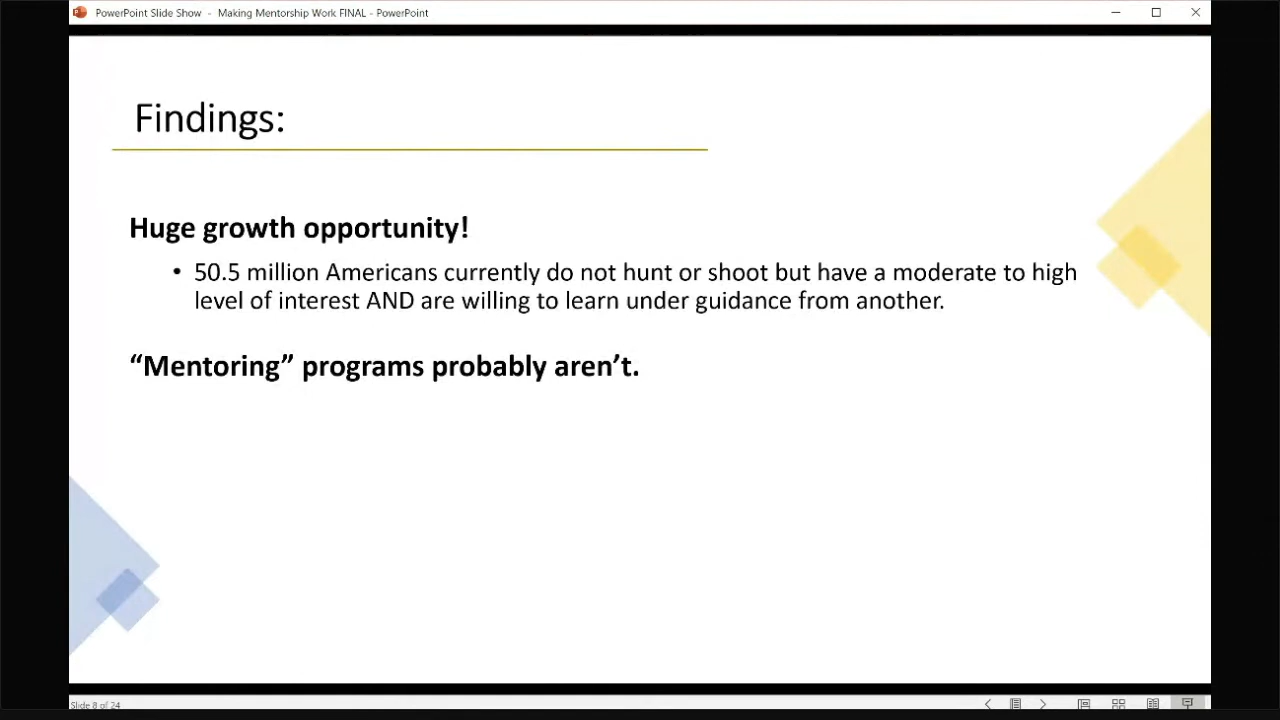 PowerPoint Slide Show - Making Mentorship Work FINAL - PowerPoint
Findings:
Huge growth opportunity!
• 50.5 million Americans currently do not hunt or shoot but have a moderate to high
level of interest AND are willing to learn under guidance from another.
“Mentoring” programs probably aren’t.
Slide 8 of 24